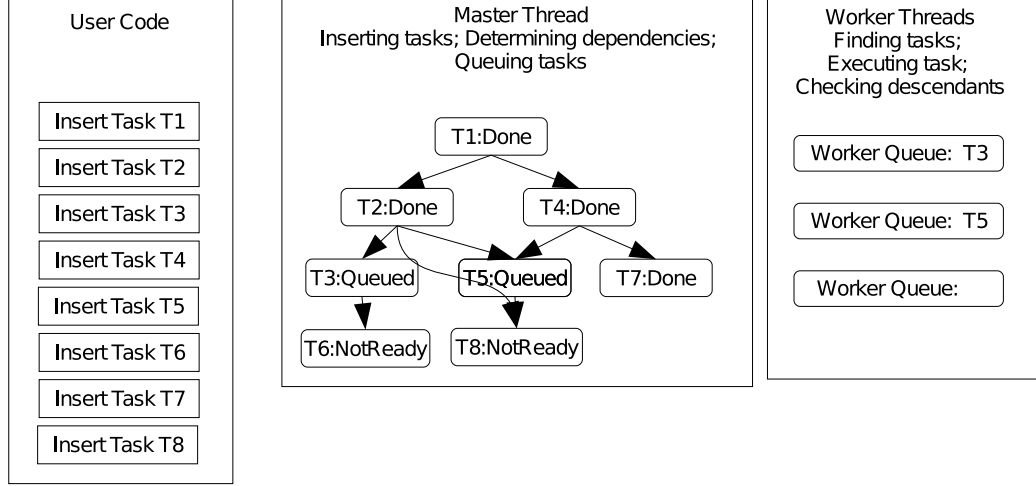 User Code
Insert Task T1
Insert Task T2
Insert Task T3
Insert Task T4
Insert Task T5
Insert Task T6
Insert Task T7
Insert Task T8
Master Thread
Inserting tasks; Determining dependencies;
Queuing tasks
T1:Done
T2:Done
T4:Done
T3:Queued
T5:Queued
T7:Done
T6:NotReady
T8:NotReady
Worker Threads
Finding tasks;
Executing task;
Checking descendants
Worker Queue: T3
Worker Queue: T5
Worker Queue: